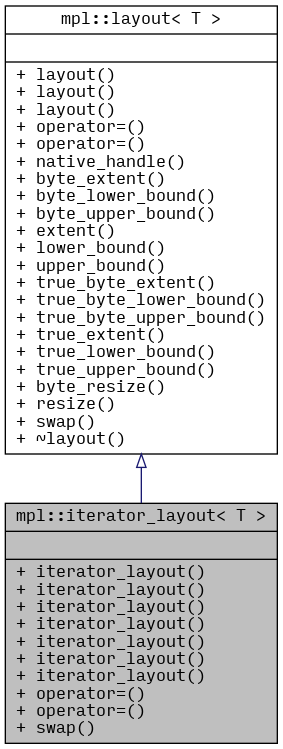 mpl::layout< T >
+ layout()
+ layout()
+ layout()
+ operator=()
+ operator=()
+ native_handle()
+ byte_extent()
+ byte_lower_bound()
+ byte_upper_bound()
+ extent()
+ lower_bound()
+ upper_bound()
+ true_byte_extent()
+ true_byte_lower_bound()
+ true_byte_upper_bound()
+ true_extent()
+ true_lower_bound()
+ true_upper_bound()
+ byte_resize()
+ resize()
+ swap()
+ ~layout()
mpl::iterator_layout< T >
+ iterator_layout()
+ iterator_layout()
+ iterator_layout()
+ iterator_layout()
+ iterator_layout()
+ iterator_layout()
+ iterator_layout()
+ operator=()
+ operator=()
+ swap()